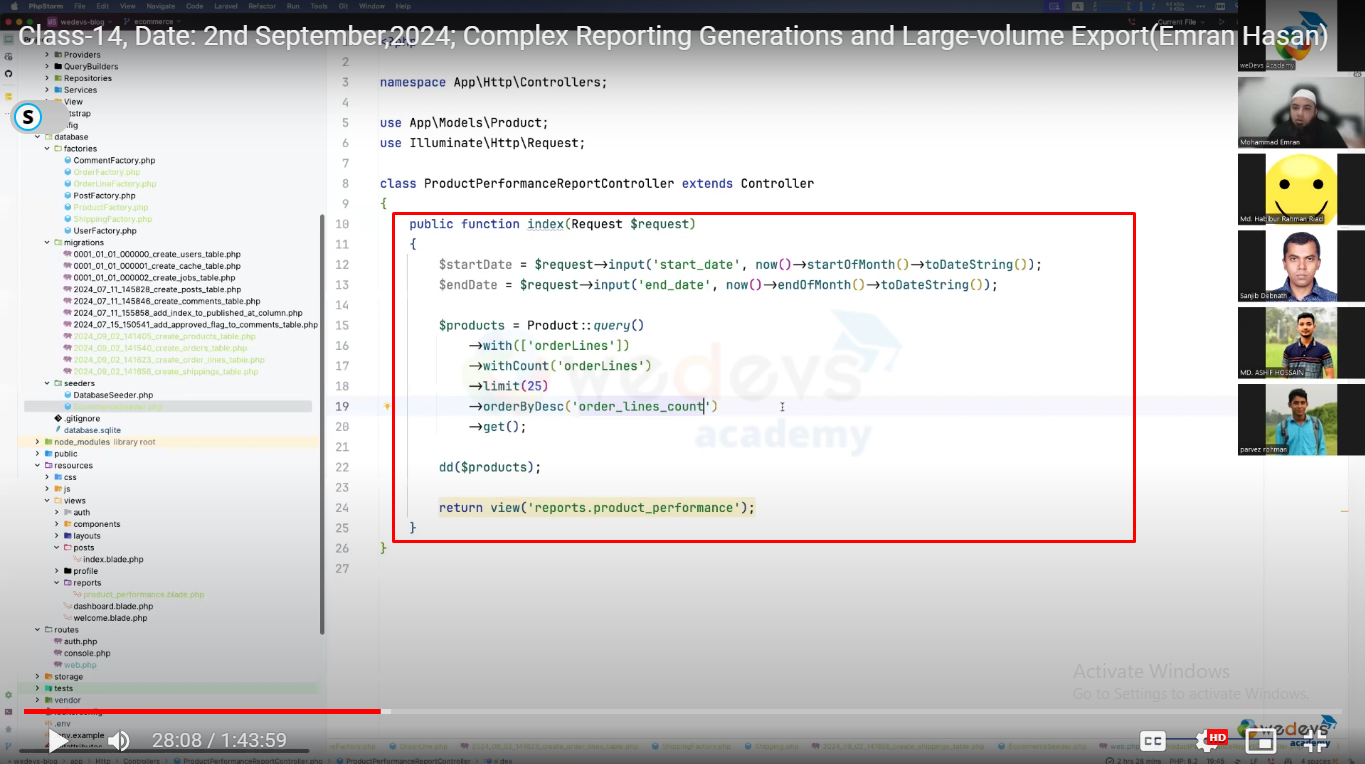 PhpStorm File Edit View Navigate Code Laravel Refactor Run Tools Git Window Help
wedevs-blog ecommerce
Current File
Class-14, Date: 2nd September 2024; Complex Reporting Generations and Large-volume Export(Emran Hasan)
Providers
QueryBuilders
Repositories
Services
View
S
database
factories
CommentFactory.php
OrderFactory.php
OrderLineFactory.php
PostFactory.php
ProductFactory.php
ShippingFactory.php
UserFactory.php
migrations
0001_01_01_000000_create_users_table.php
0001_01_01_000001_create_cache_table.php
0001_01_01_000002_create_jobs_table.php
2024_07_11_145828_create_posts_table.php
2024_07_11_145846_create_comments_table.php
2024_07_11_155858_add_index_to_published_at_column.php
2024_07_15_150541_add_approved_flag_to_comments_table.php
2024_09_02_141405_create_products_table.php
2024_09_02_141540_create_orders_table.php
2024_09_02_141623_create_order_lines_table.php
2024_09_02_141656_create_shippings_table.php
seeders
DatabaseSeeder.php
EcommerceSeeder.php
.gitignore
database.sqlite
node_modules library root
public
resources
css
js
views
auth
components
layouts
posts
index.blade.php
profile
reports
product_performance.blade.php
dashboard.blade.php
welcome.blade.php
routes
auth.php
console.php
web.php
storage
tests
vendor
.env
2
3 namespace App\Http\Controllers;
4
5 use App\Models\Product;
6 use Illuminate\Http\Request;
7
8 class ProductPerformanceReportController extends Controller
9 {
10 public function index(Request $request)
11 {
12 $startDate = $request->input('start_date', now()->startOfMonth()->toDateString());
13 $endDate = $request->input('end_date', now()->endOfMonth()->toDateString());
14
15 $products = Product::query()
16 ->with(['orderLines'])
17 ->withCount('orderLines')
18 ->limit(25)
19 ->orderByDesc('order_lines_count')
20 ->get();
21
22 dd($products);
23
24 return view('reports.product_performance');
25 }
26 }
27
wedevs
academy
weDevs Academy
Mohammad Emran
Md. Habibur Rahman Riad
Sanjib Debnath
MD. ASHIF HOSSAIN
parvez rohman
Activate Windows
Go to Settings to activate Windows.
28:08 / 1:43:59
CC
HD
wedevs
academy
wedevs-blog app Http Controllers ProductPerformanceReportController.php ProductPerformanceReportController index